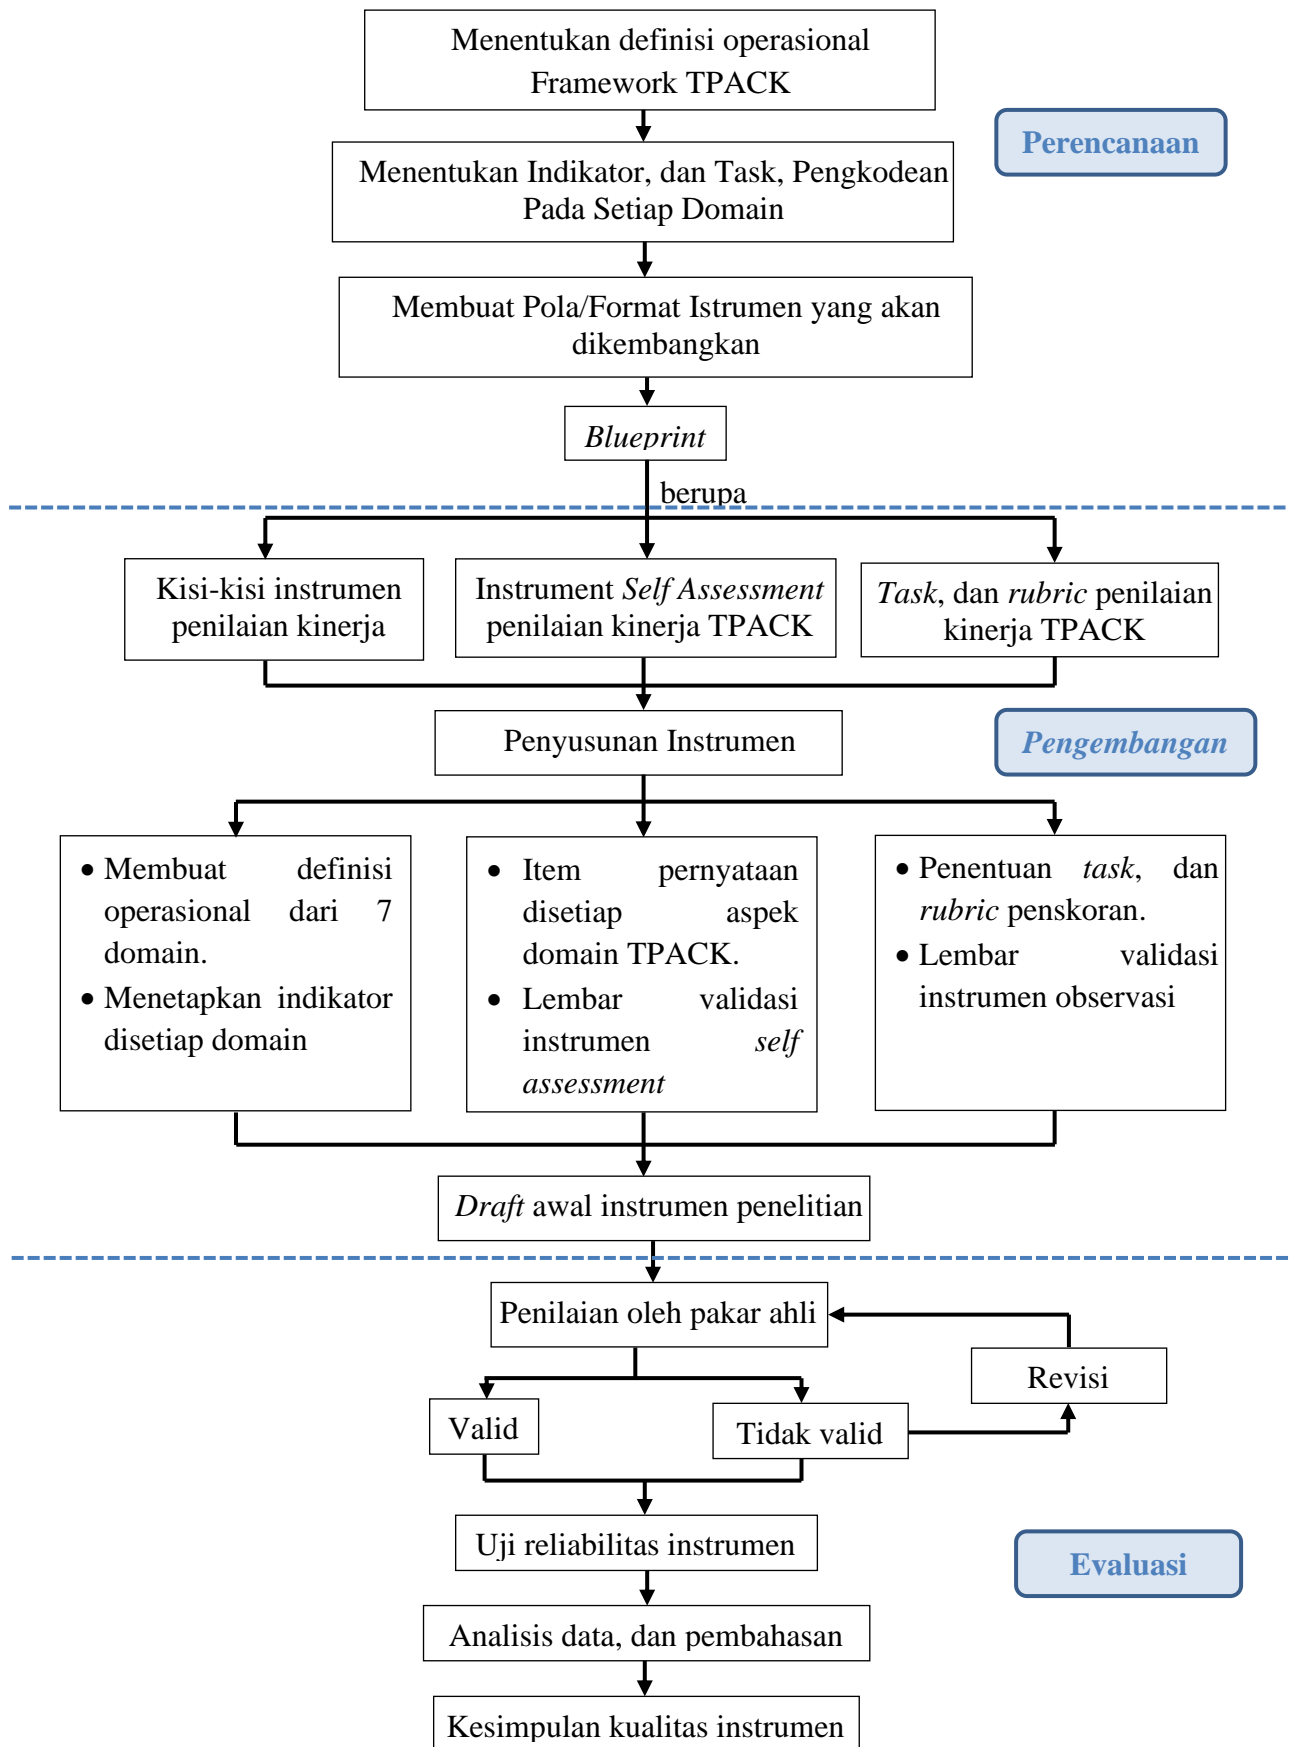 Menentukan definisi operasional
Framework TPACK
Perencanaan
Menentukan Indikator, dan Task, Pengkodean
Pada Setiap Domain
Membuat Pola/Format Istrumen yang akan
dikembangkan
Blueprint
berupa
Kisi-kisi instrumen
penilaian kinerja
Instrument Self Assessment
penilaian kinerja TPACK
Task, dan rubric penilaian
kinerja TPACK
Penyusunan Instrumen
Pengembangan
• Membuat definisi
operasional dari 7
domain.
• Menetapkan indikator
disetiap domain
• Item pernyataan
disetiap aspek
domain TPACK.
• Lembar validasi
instrumen self
assessment
• Penentuan task, dan
rubric penskoran.
• Lembar validasi
instrumen observasi
Draft awal instrumen penelitian
Penilaian oleh pakar ahli
Revisi
Valid
Tidak valid
Uji reliabilitas instrumen
Evaluasi
Analisis data, dan pembahasan
Kesimpulan kualitas instrumen